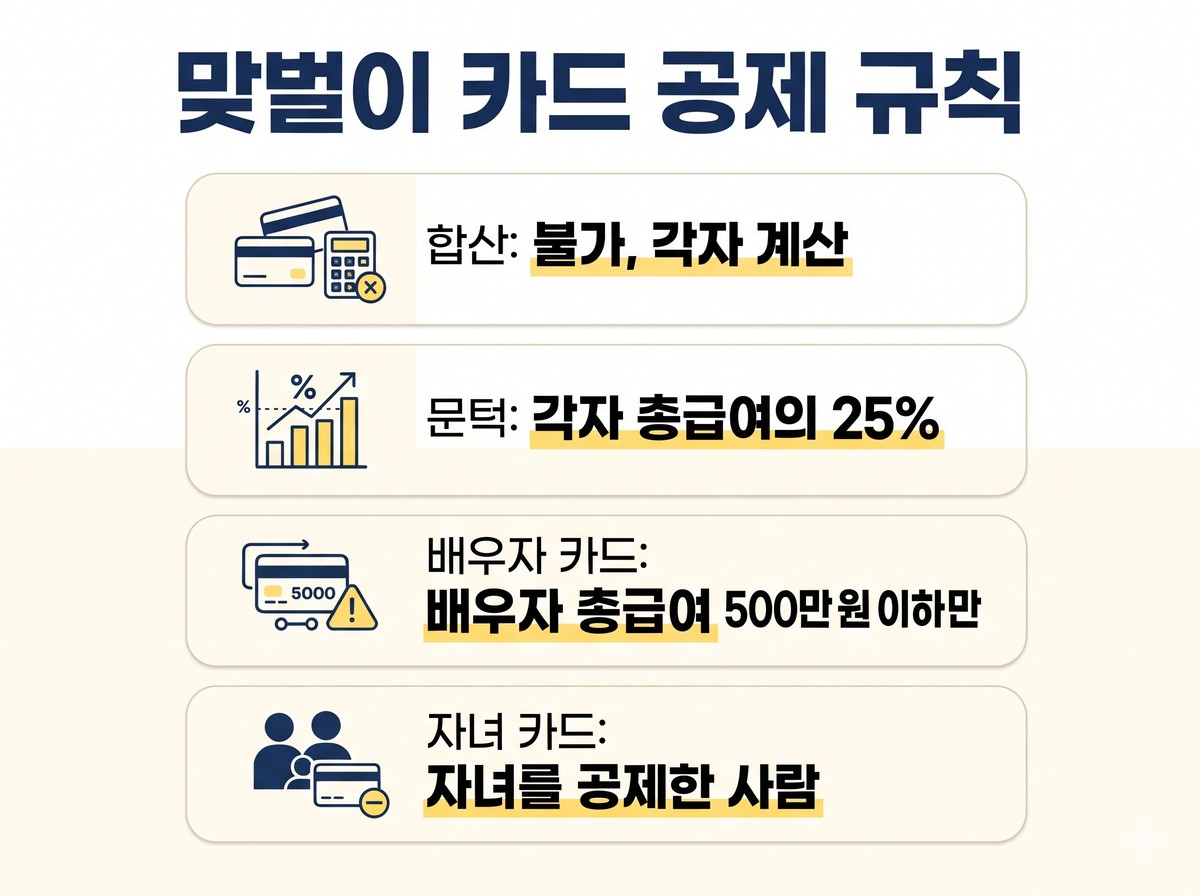 맞벌이 카드 공제 규칙
합산: 불가, 각자 계산
%
%
문턱: 각자 총급여의 25%
배우자 카드:
5000
배우자 총급여 500만원 이하만
자녀 카드:
자녀를 공제한 사람